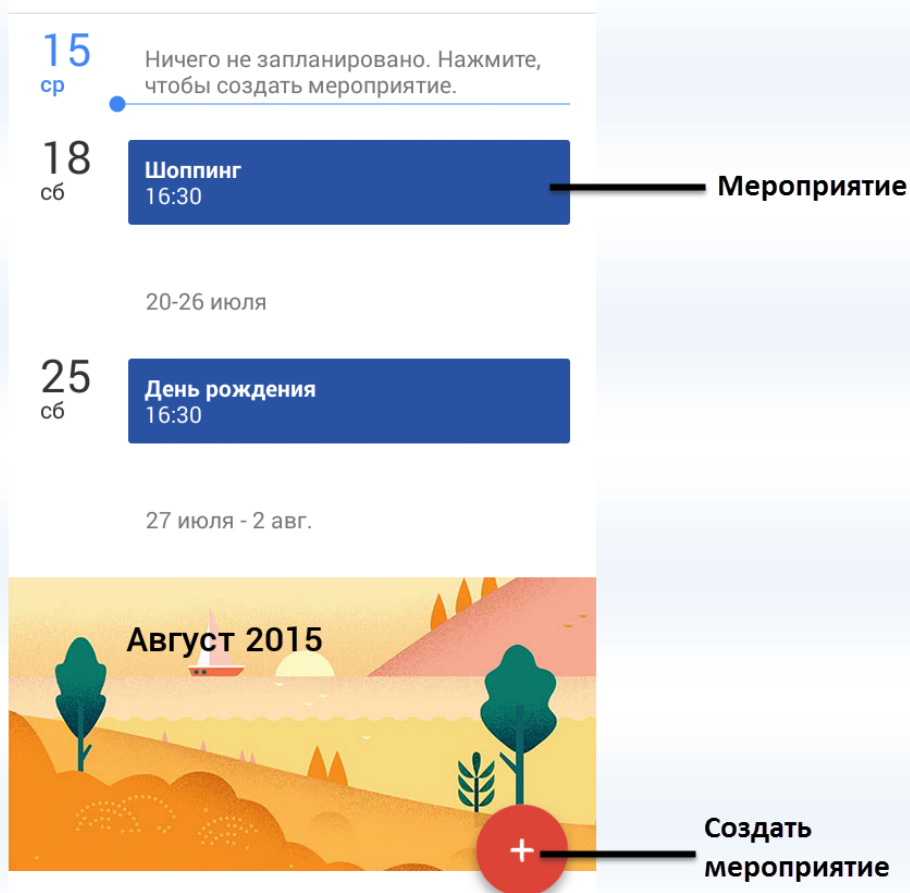 15
ср
Ничего не запланировано. Нажмите,
чтобы создать мероприятие.
18
сб
Шоппинг
16:30
Мероприятие
20-26 июля
25
сб
День рождения
16:30
27 июля - 2 авг.
Август 2015
+
Создать
мероприятие